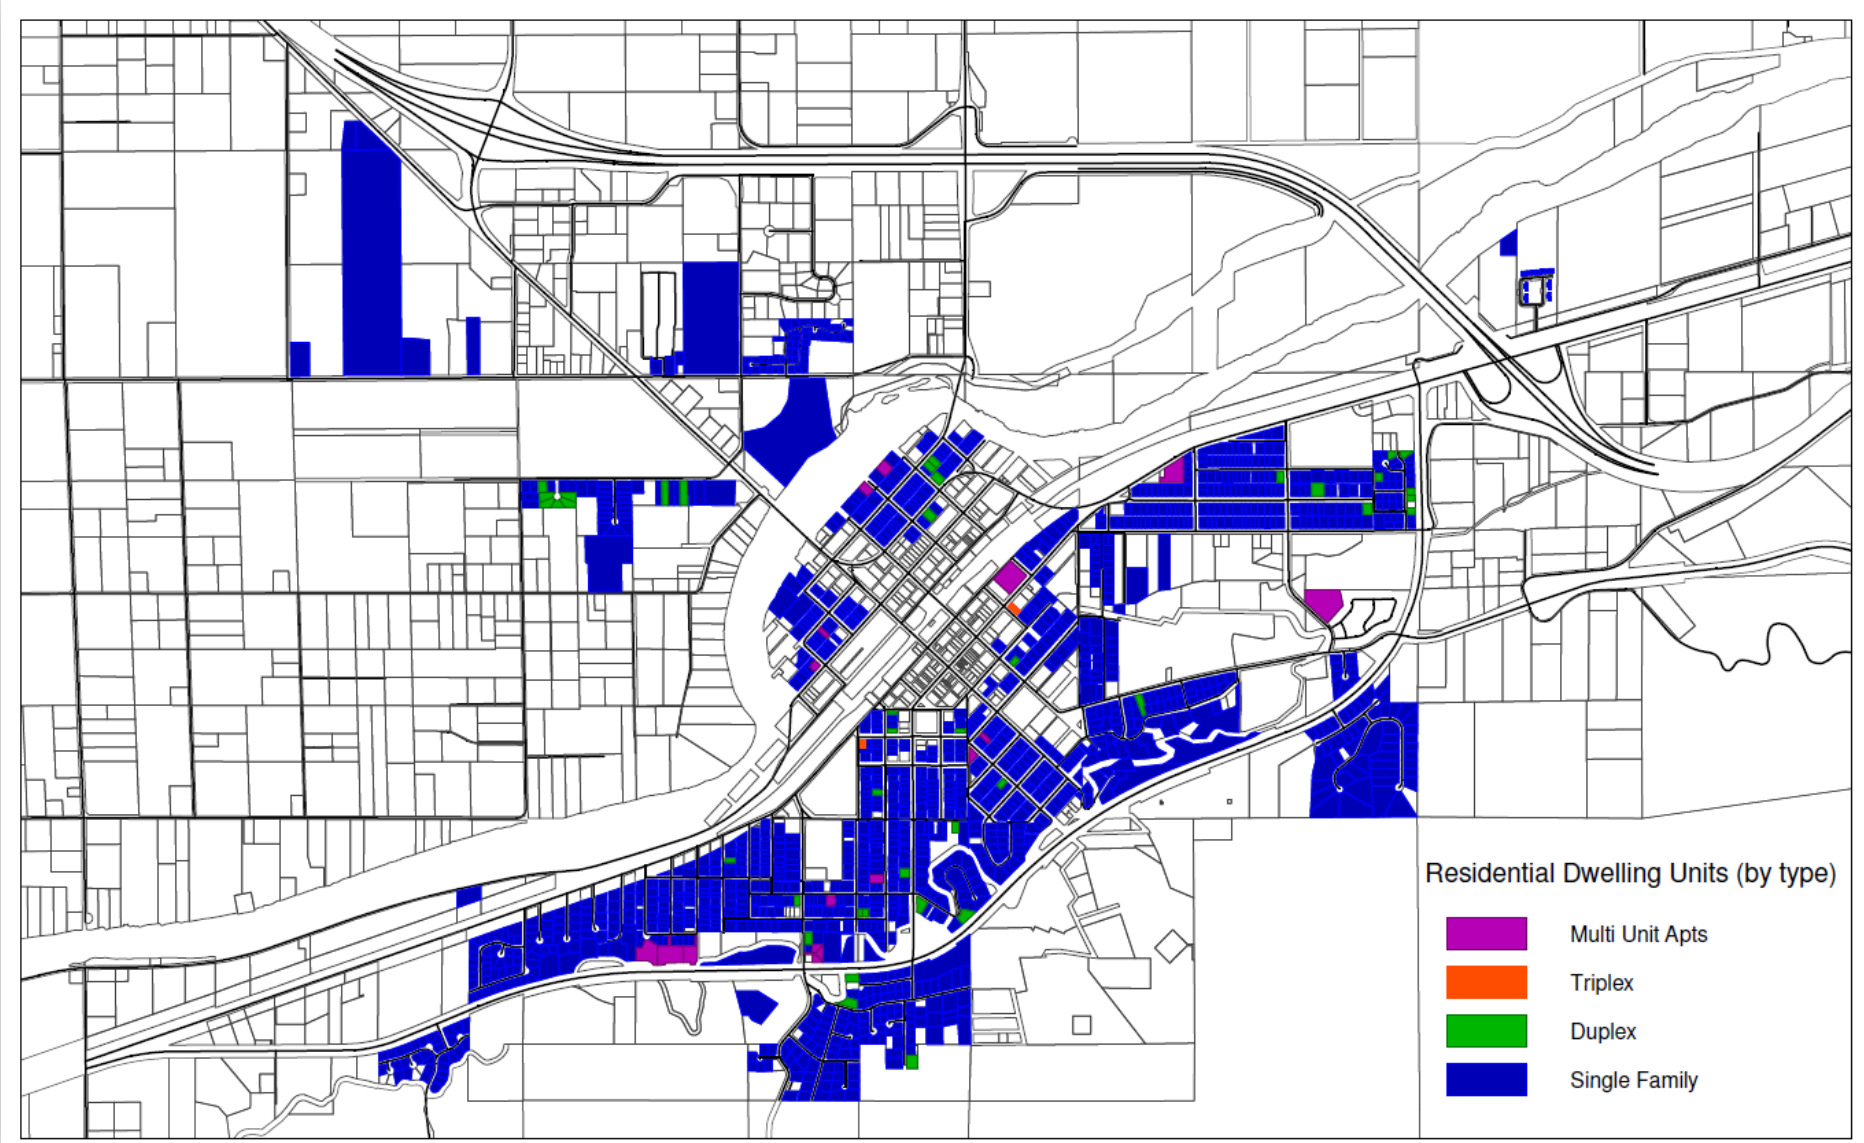 Residential Dwelling Units (by type)
Multi Unit Apts
Triplex
Duplex
Single Family